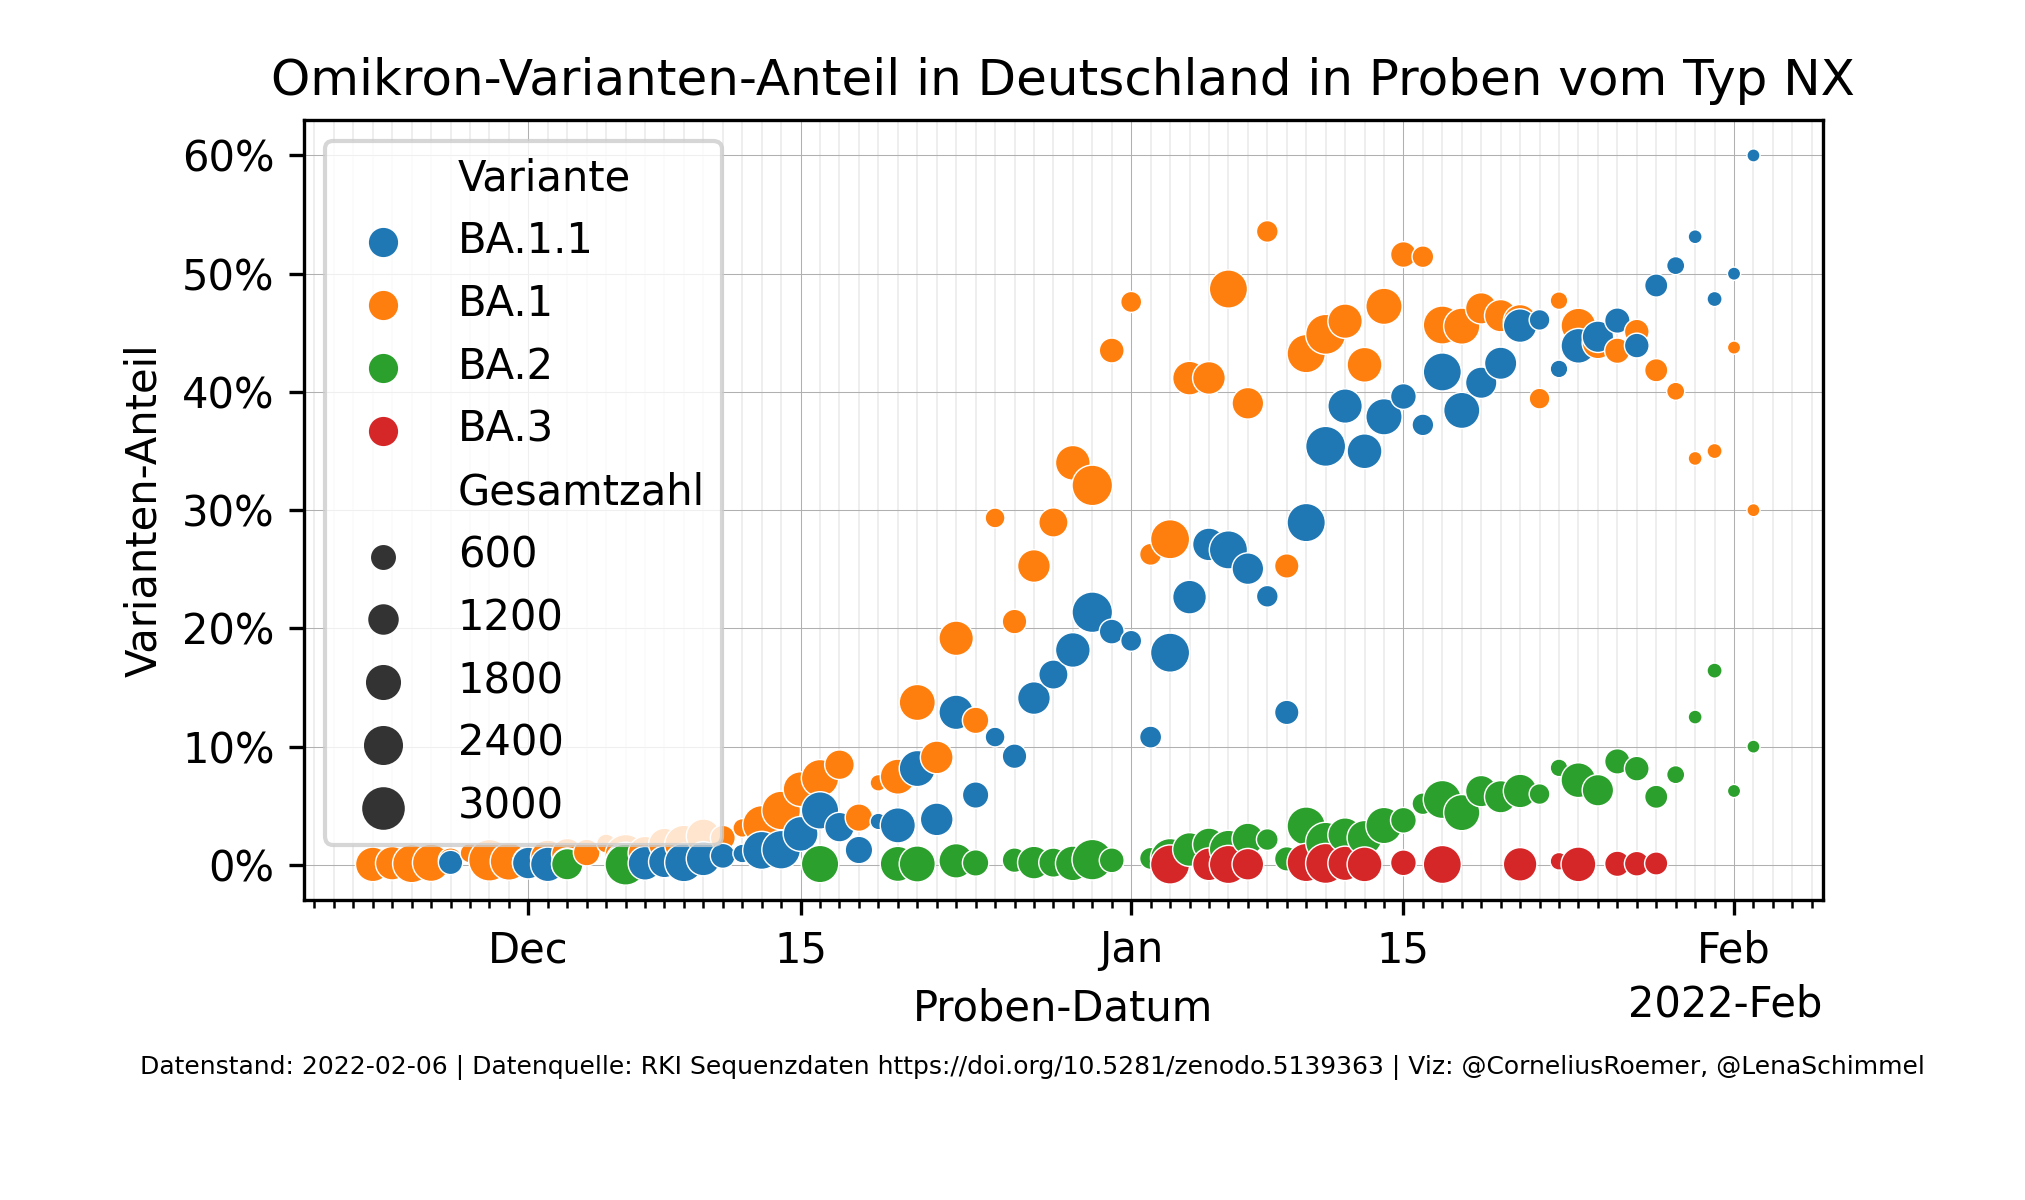 Omikron-Varianten-Anteil in Deutschland in Proben vom Typ NX
Varianten-Anteil
60%
50%
40%
30%
20%
10%
0%
Variante
BA.1.1
BA.1
BA.2
BA.3
Gesamtzahl
600
1200
1800
2400
3000
Dec 15 Jan 15 Feb
2022-Feb
Proben-Datum
Datenstand: 2022-02-06 | Datenquelle: RKI Sequenzdaten https://doi.org/10.5281/zenodo.5139363 | Viz: @CorneliusRoemer, @LenaSchimmel